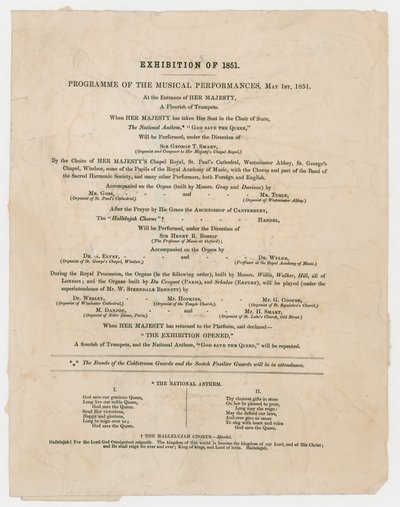 EXHIBITION OF 1851.
PROGRAMME OF THE MUSICAL PERFORMANCES, MAY 1ST, 1851.
At the Entrance of HER MAJESTY,
A Flourish of Trumpets.
When HER MAJESTY has taken Her Seat in the Chair of State,
The National Anthem,* "GOD SAVE THE QUEEN,"
Will be Performed, under the Direction of
SIR GEORGE T. SMART,
(Organist and Composer to Her Majesty's Chapel Royal,)
By the Choirs of HER MAJESTY'S Chapel Royal, St. Paul's Cathedral, Westminster Abbey, St. George's
Chapel, Windsor, some of the Pupils of the Royal Academy of Music, with the Chorus and part of the Band of
the Sacred Harmonic Society, and many other Performers, both Foreign and English.
Accompanied on the Organ (built by Messrs. Gray and Davison) by
MR. GOSS, - - and - - MR. TURLE,
(Organist of St. Paul's Cathedral.) (Organist of Westminster Abbey.)
After the Prayer by His Grace the ARCHBISHOP OF CANTERBURY,
The "Hallelujah Chorus"† - - - HANDEL,
Will be Performed, under the Direction of
SIR HENRY R. BISHOP
(The Professor of Music at Oxford);
Accompanied on the Organ by
DR. ELVEY, - - and - - DR. WYLDE,
(Organist of St. George's Chapel, Windsor.) (Professor at the Royal Academy of Music.)
During the Royal Procession, the Organs (in the following order), built by Messrs. Willis, Walker, Hill, all of
LONDON; and the Organs built by Du Croquet (PARIS), and Schulze (ERFURT), will be played (under the
superintendence of MR. W. STERNDALE BENNETT) by
DR. WESLEY, MR. HOPKINS, MR. G. COOPER,
(Organist of Winchester Cathedral.) (Organist of the Temple Church.) (Organist of St. Sepulchre's Church.)
M. DANJOU, and MR. H. SMART,
(Organist of Nôtre Dame, Paris.) (Organist of St. Luke's Church, Old Street.)
When HER MAJESTY has returned to the Platform, and declared—
"THE EXHIBITION OPENED,"
A flourish of Trumpets, and the National Anthem, "GOD SAVE THE QUEEN," will be repeated.
*** The Bands of the Coldstream Guards and the Scotch Fusilier Guards will be in attendance.
* THE NATIONAL ANTHEM.
I.
God save our gracious Queen,
Long live our noble Queen,
God save the Queen.
Send Her victorious,
Happy and glorious,
Long to reign over us;
God save the Queen.
II.
Thy choicest gifts in store
On her be pleased to pour,
Long may she reign:
May she defend our laws,
And ever give us cause
To sing with heart and voice
God save the Queen.
† THE HALLELUJAH CHORUS.—Handel.
Hallelujah! For the Lord God Omnipotent reigneth. The kingdom of this world is become the kingdom of our Lord, and of His Christ;
and He shall reign for ever and ever; King of kings, and Lord of lords. Hallelujah.